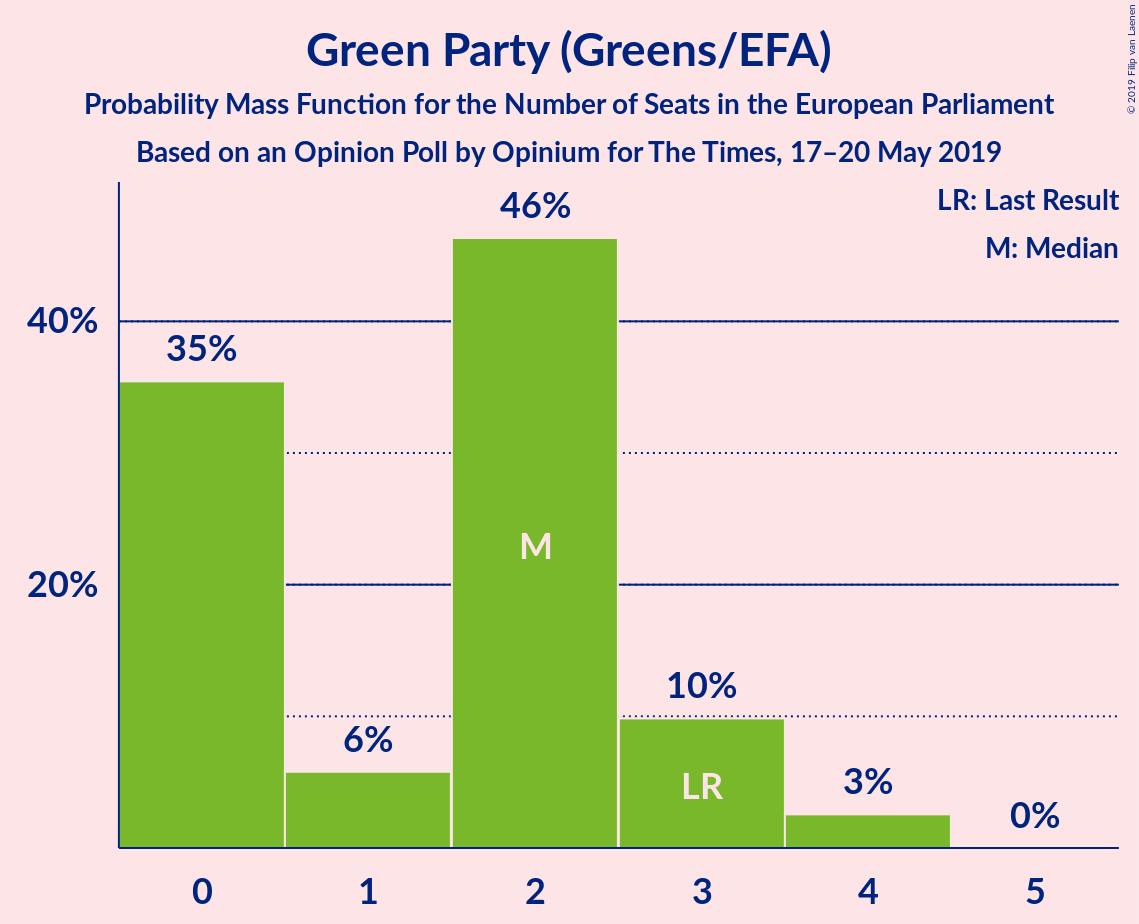 © 2019 Filip van Laenen
Green Party (Greens/EFA)
Probability Mass Function for the Number of Seats in the European Parliament
Based on an Opinion Poll by Opinium for The Times, 17–20 May 2019
LR: Last Result
M: Median
46%
40%
35%
M
20%
10%
6%
LR
3%
0%
0 1 2 3 4 5